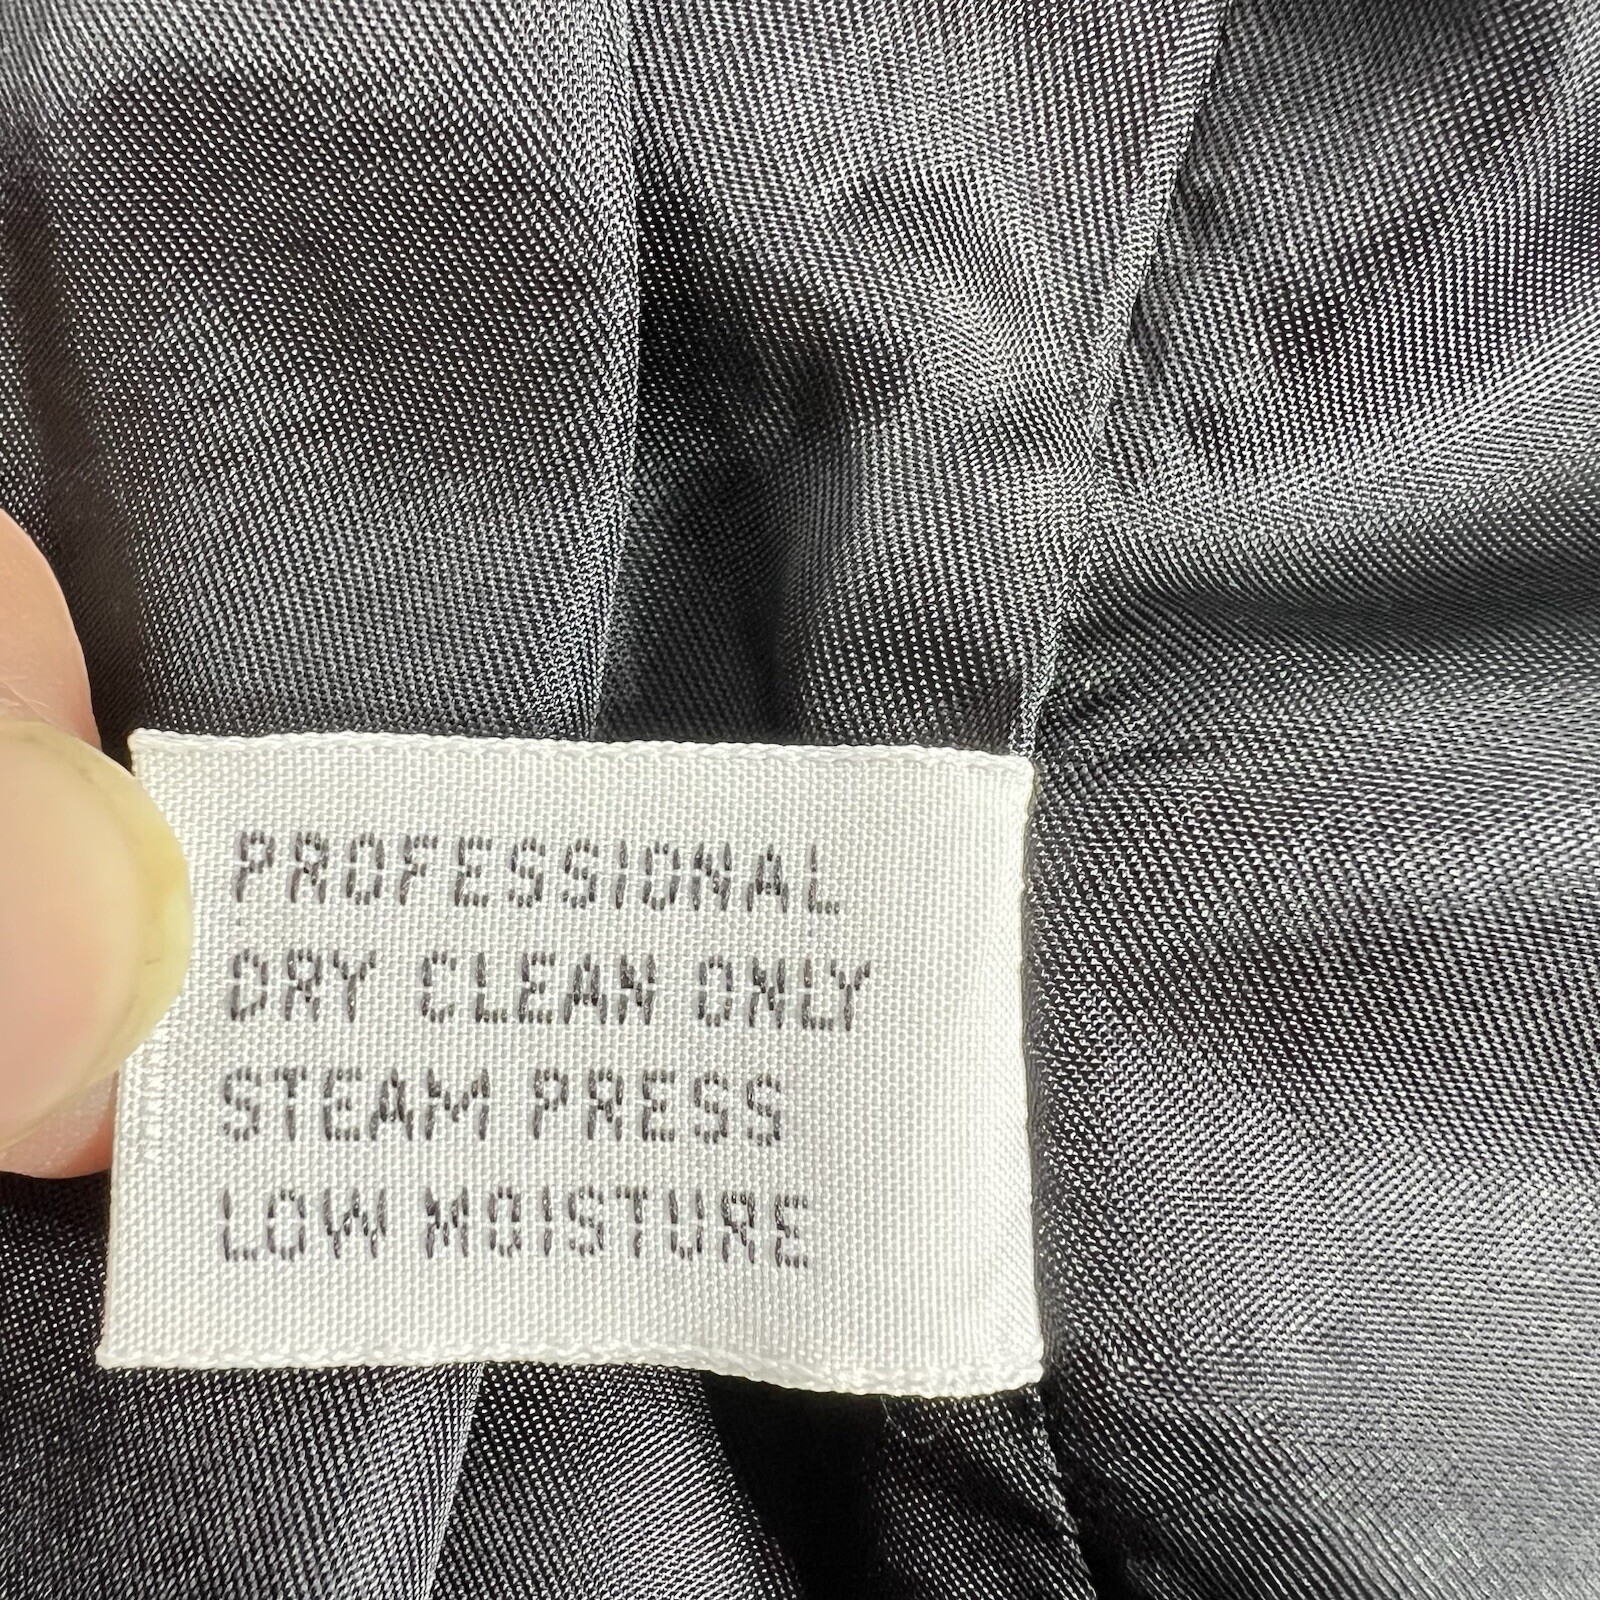 PROFESSIONAL
DRY CLEAN ONLY
STEAM PRESS
LOW MOISTURE